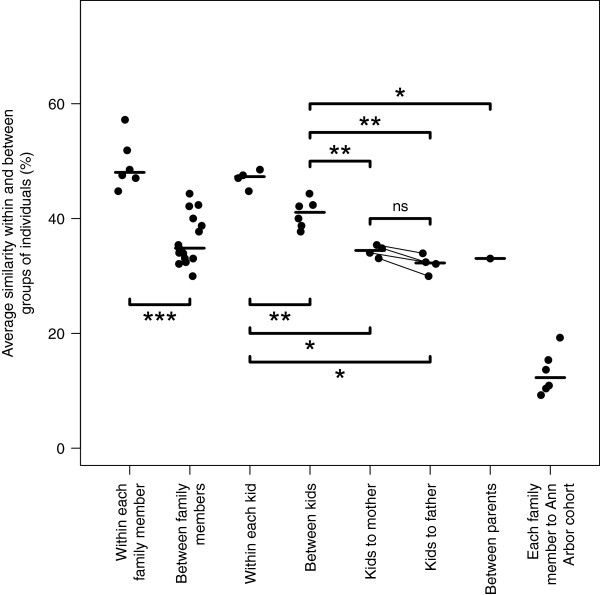 Average similarity within and between
groups of individuals (%)
60
40
20
0
*
**
**
ns
***
**
*
*
Within each
family member
Between family
members
Within each kid
Between kids
Kids to mother
Kids to father
Between parents
Each family
member to Ann
Arbor cohort